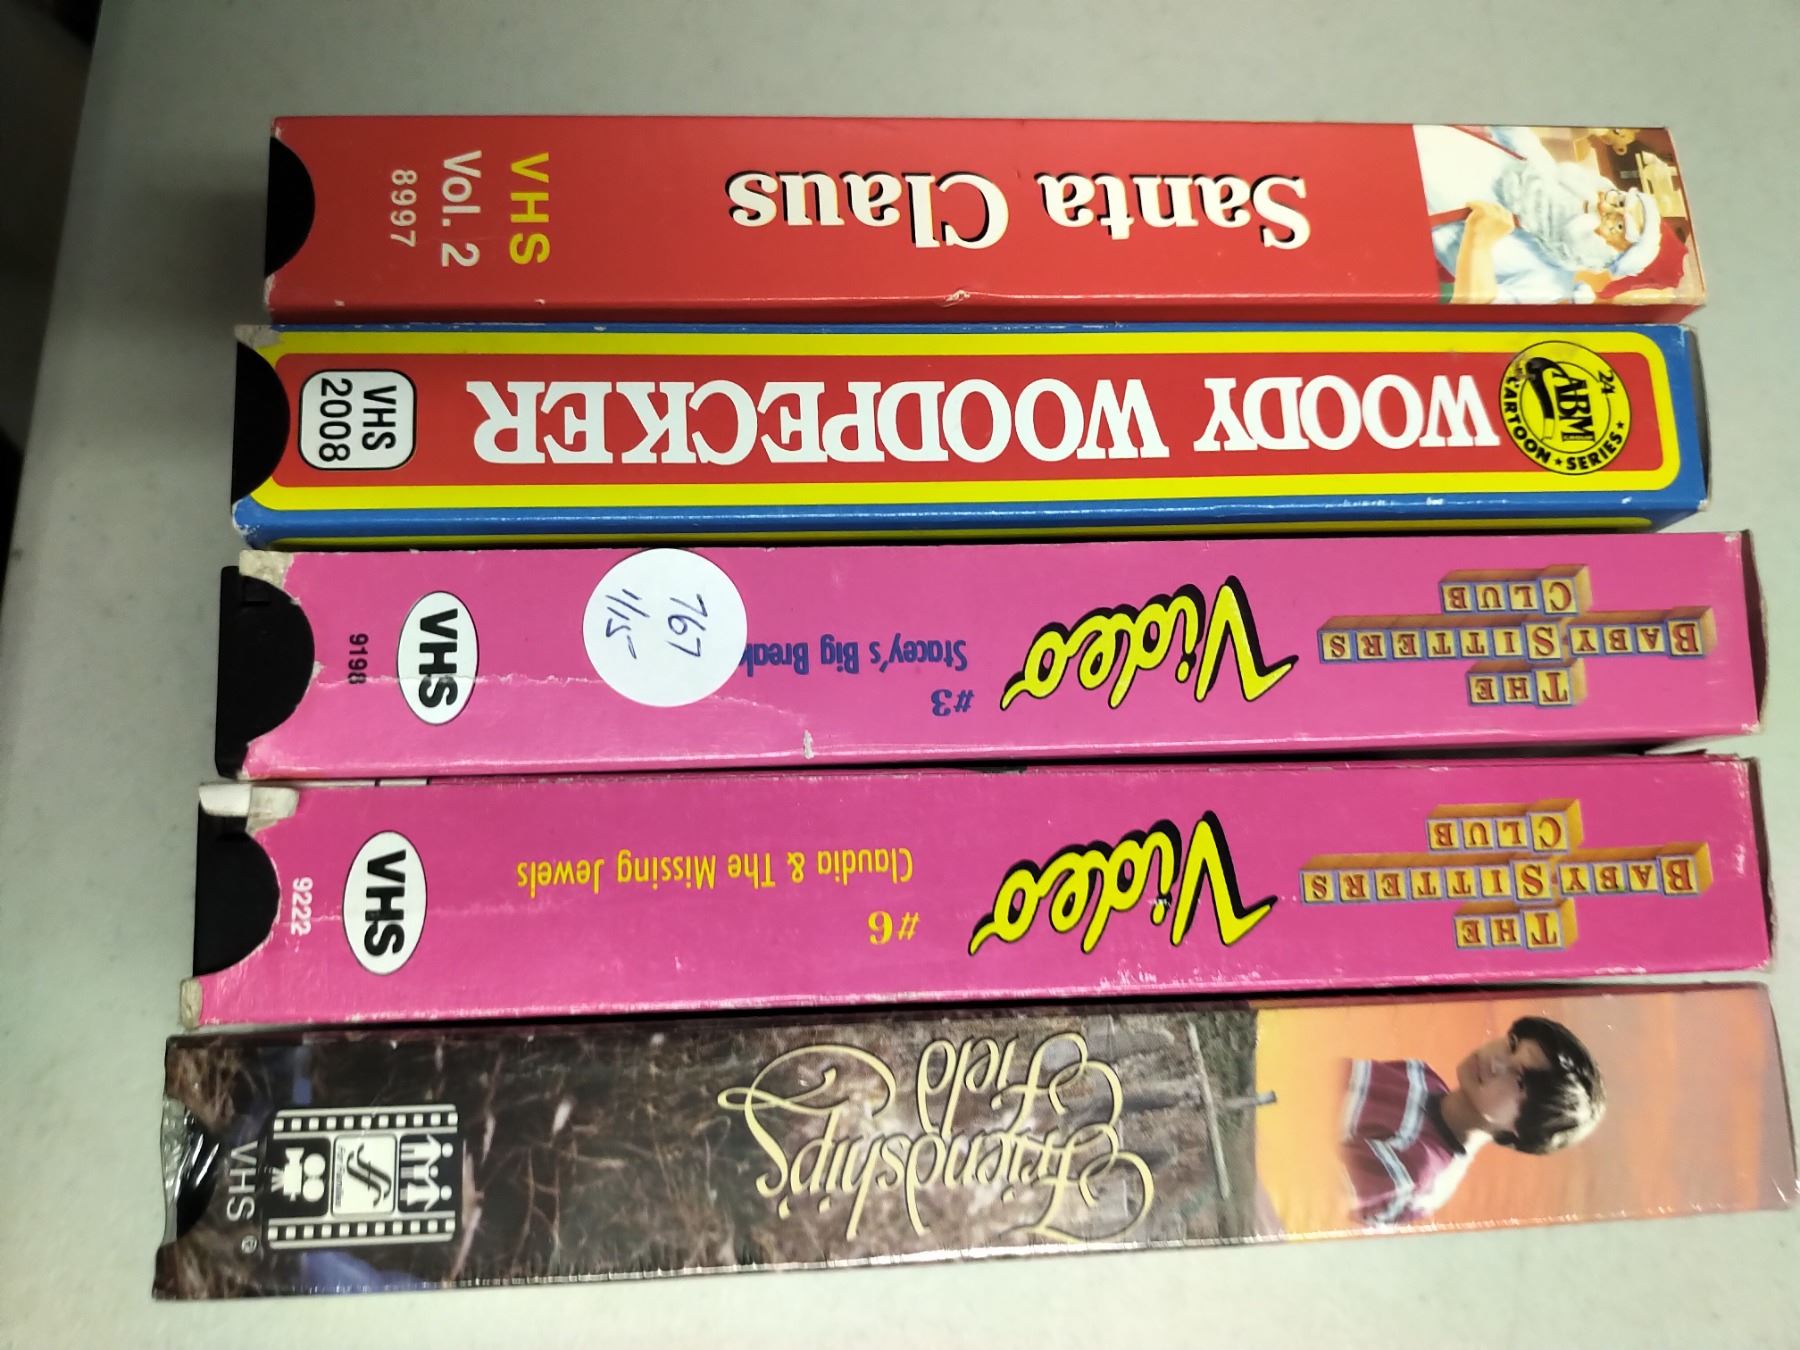 Santa Claus
VHS
Vol. 2
8997
24
ABM
CARTOON ★ SERIES ★
WOODY WOODPECKER
VHS
2008
THE
BABY-SITTERS
CLUB
Video
#3
Stacey's Big Break
767
1/15-
VHS
9198
THE
BABY-SITTERS
CLUB
Video
#6
Claudia & The Missing Jewels
VHS
9222
Friendship's
Field
ff
VHS ®